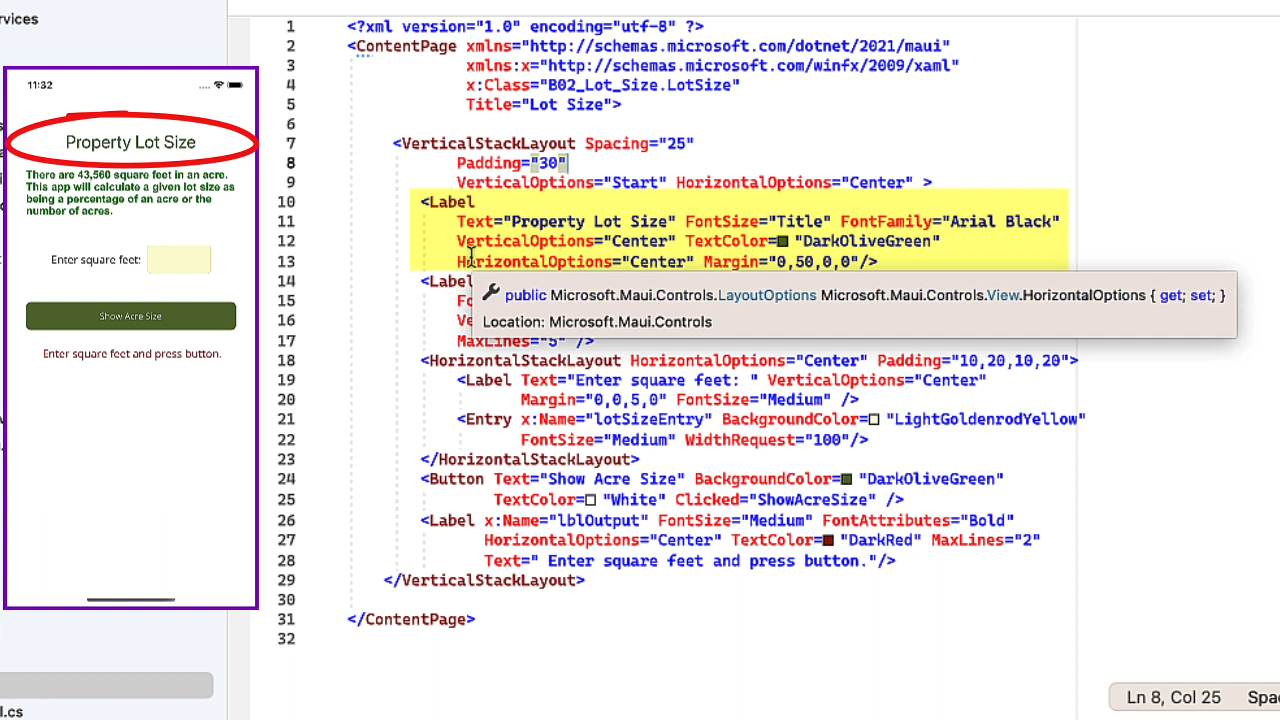 rvices
11:32
Property Lot Size
There are 43,560 square feet in an acre.
This app will calculate a given lot size as
being a percentage of an acre or the
number of acres.
Enter square feet:
Show Acre Size
Enter square feet and press button.
l.cs
1 <?xml version="1.0" encoding="utf-8" ?>
2 <ContentPage xmlns="http://schemas.microsoft.com/dotnet/2021/maui"
3 xmlns:x="http://schemas.microsoft.com/winfx/2009/xaml"
4 x:Class="B02_Lot_Size.LotSize"
5 Title="Lot Size">
6
7 <VerticalStackLayout Spacing="25"
8 Padding="30"
9 VerticalOptions="Start" HorizontalOptions="Center" >
10 <Label
11 Text="Property Lot Size" FontSize="Title" FontFamily="Arial Black"
12 VerticalOptions="Center" TextColor="DarkOliveGreen"
13 HorizontalOptions="Center" Margin="0,50,0,0"/>
14 <Label
public Microsoft.Maui.Controls.LayoutOptions Microsoft.Maui.Controls.View.HorizontalOptions { get; set; }
Location: Microsoft.Maui.Controls
15 Fo
16 Ve
17 MaxLines="5" />
18 <HorizontalStackLayout HorizontalOptions="Center" Padding="10,20,10,20">
19 <Label Text="Enter square feet: " VerticalOptions="Center"
20 Margin="0,0,5,0" FontSize="Medium" />
21 <Entry x:Name="lotSizeEntry" BackgroundColor="LightGoldenrodYellow"
22 FontSize="Medium" WidthRequest="100"/>
23 </HorizontalStackLayout>
24 <Button Text="Show Acre Size" BackgroundColor="DarkOliveGreen"
25 TextColor="White" Clicked="ShowAcreSize" />
26 <Label x:Name="lblOutput" FontSize="Medium" FontAttributes="Bold"
27 HorizontalOptions="Center" TextColor="DarkRed" MaxLines="2"
28 Text=" Enter square feet and press button."/>
29 </VerticalStackLayout>
30
31 </ContentPage>
32
Ln 8, Col 25 Spac